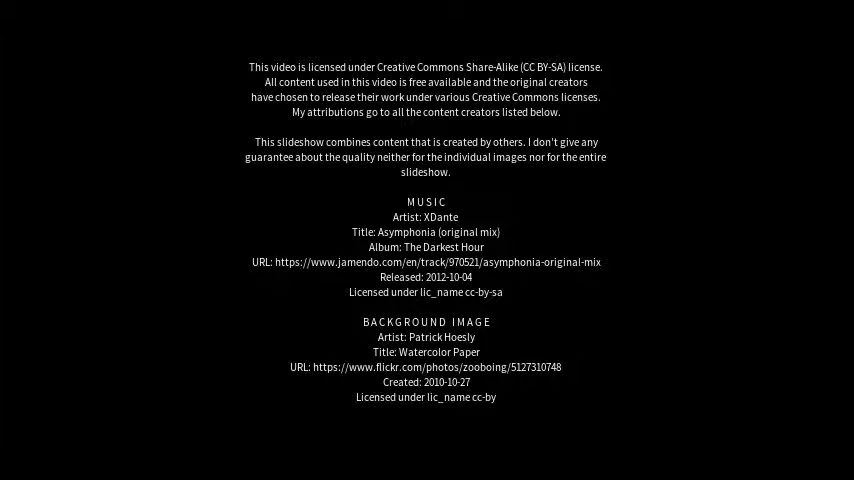 This video is licensed under Creative Commons Share-Alike (CC BY-SA) license.
All content used in this video is free available and the original creators
have chosen to release their work under various Creative Commons licenses.
My attributions go to all the content creators listed below.
This slideshow combines content that is created by others. I don't give any
guarantee about the quality neither for the individual images nor for the entire
slideshow.
MUSIC
Artist: XDante
Title: Asymphonia (original mix)
Album: The Darkest Hour
URL: https://www.jamendo.com/en/track/970521/asymphonia-original-mix
Released: 2012-10-04
Licensed under lic_name cc-by-sa
BACKGROUND IMAGE
Artist: Patrick Hoesly
Title: Watercolor Paper
URL: https://www.flickr.com/photos/zooboing/5127310748
Created: 2010-10-27
Licensed under lic_name cc-by